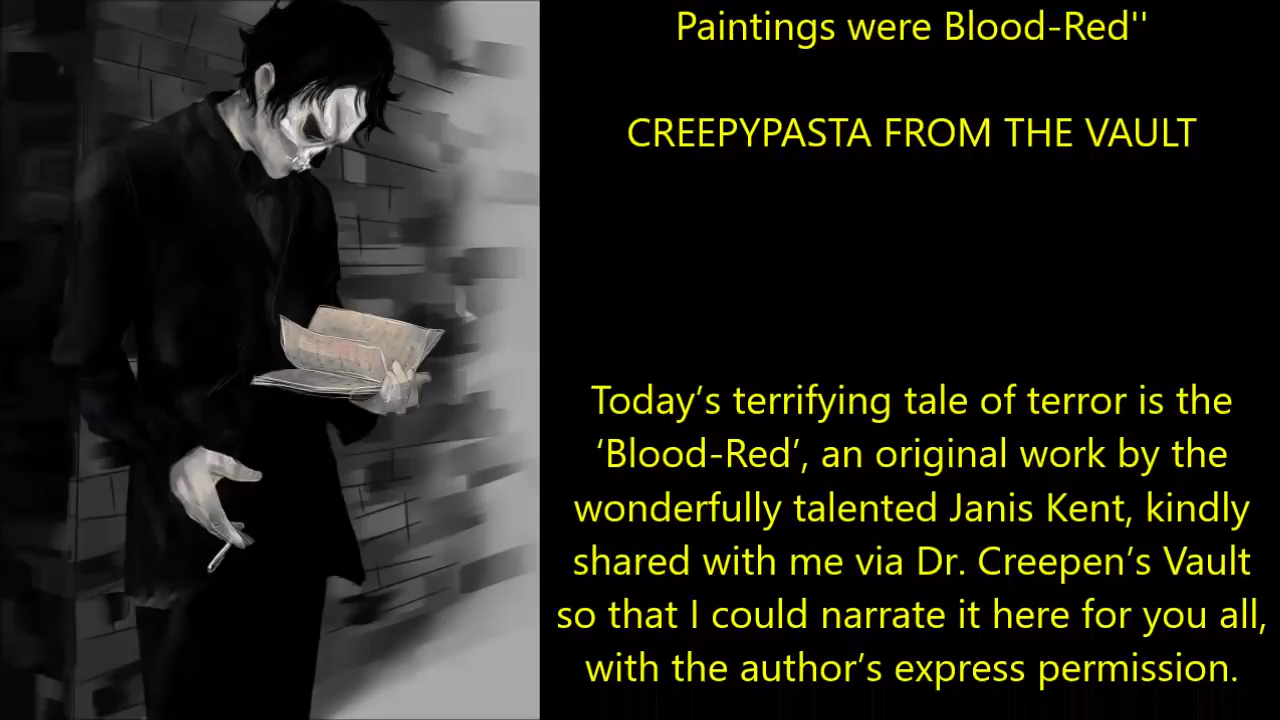 Paintings were Blood-Red''
CREEPYPASTA FROM THE VAULT
Today’s terrifying tale of terror is the
‘Blood-Red’, an original work by the
wonderfully talented Janis Kent, kindly
shared with me via Dr. Creepen’s Vault
so that I could narrate it here for you all,
with the author’s express permission.